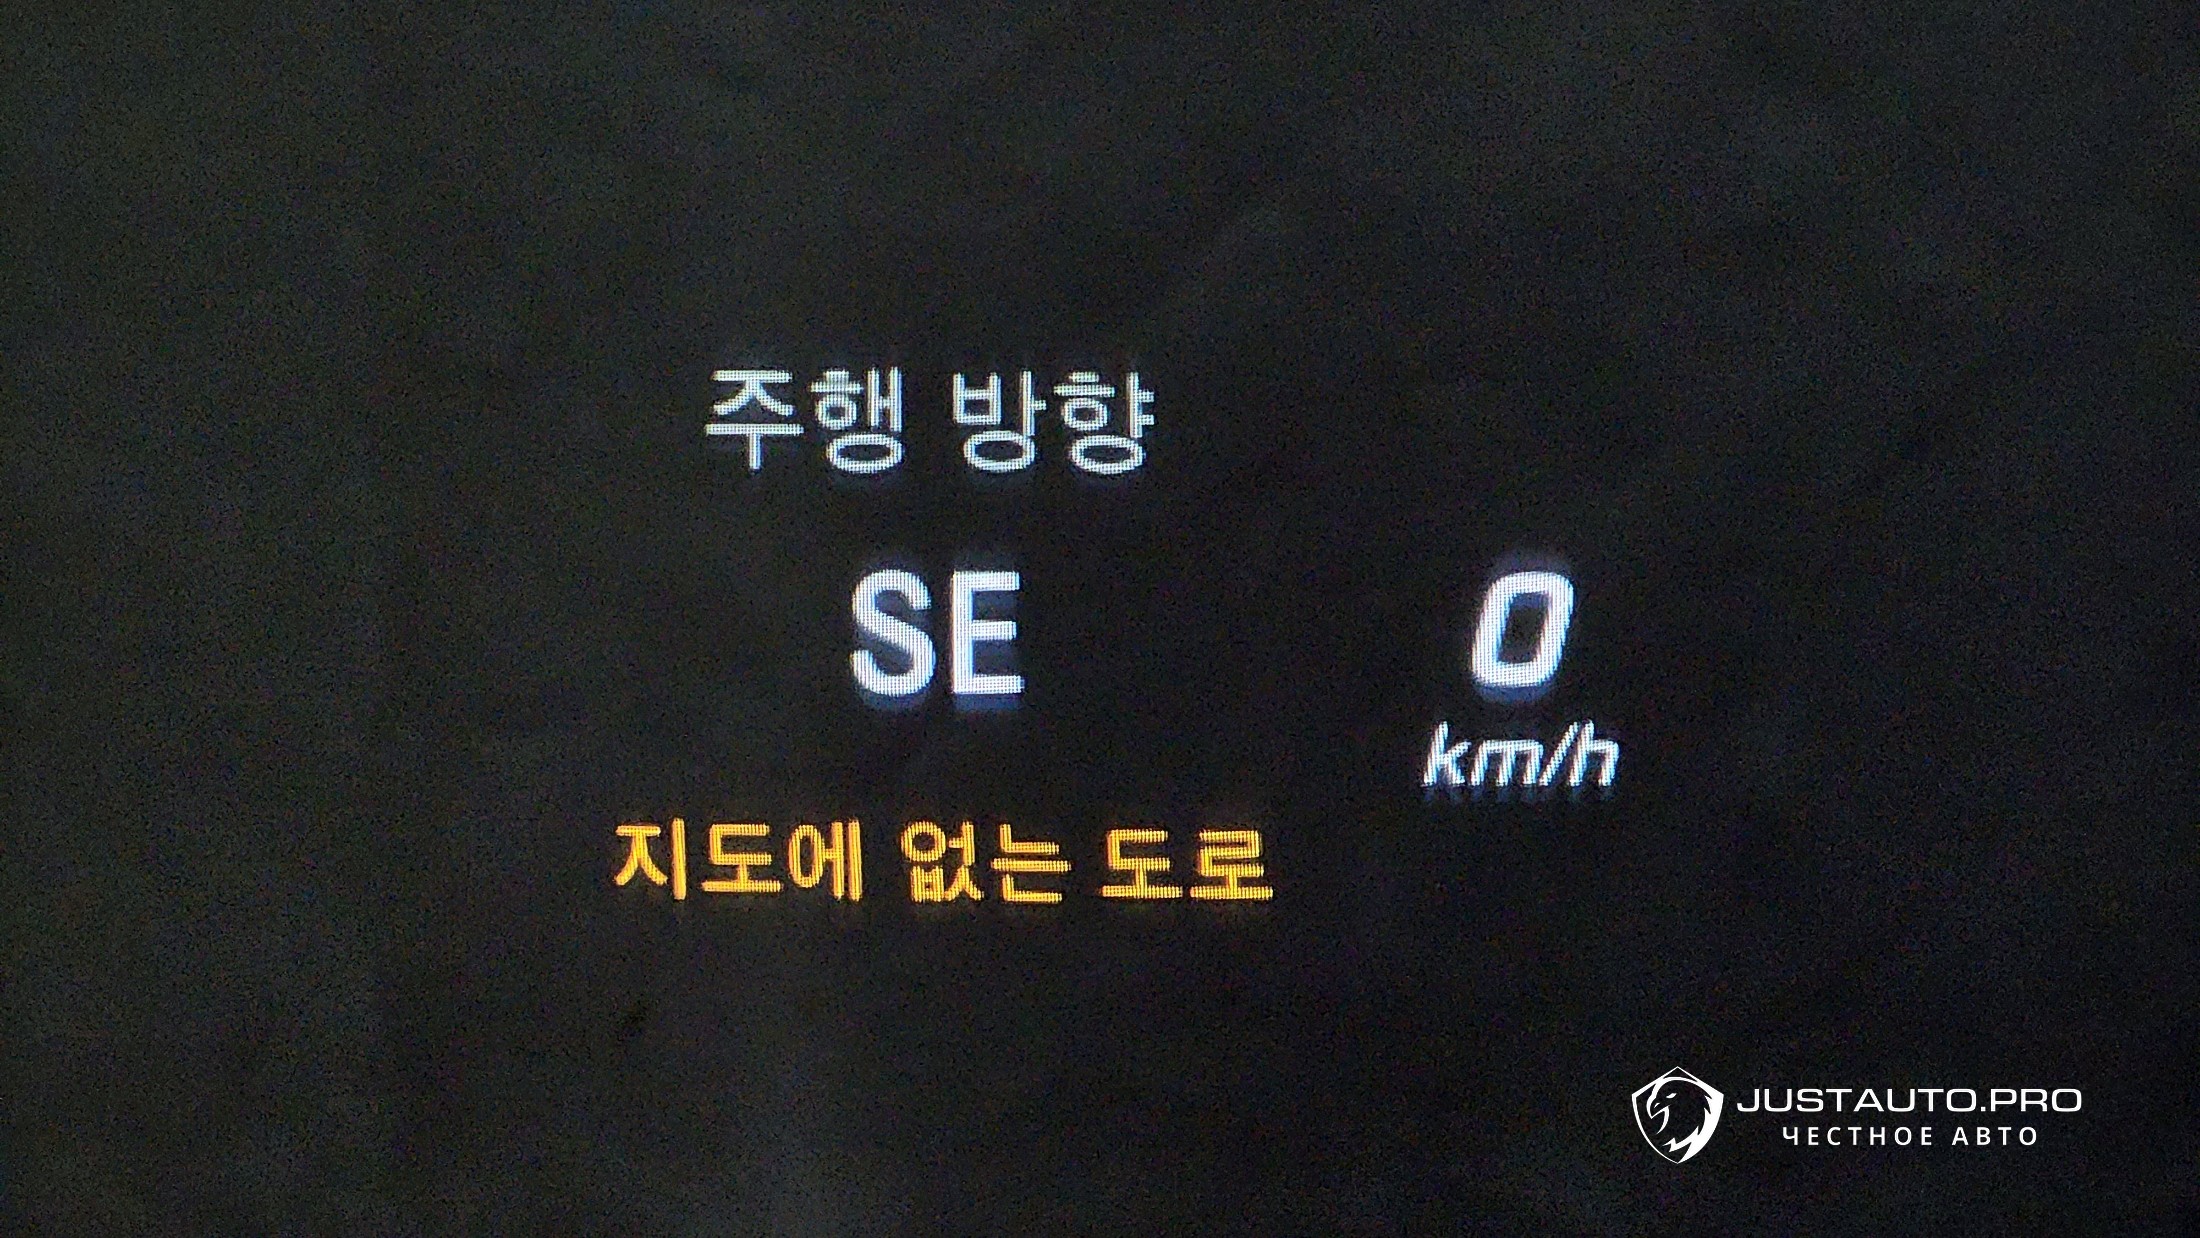 주행 방향
SE
0
km/h
지도에 없는 도로
JUSTAUTO.PRO
ЧЕСТНОЕ АВТО